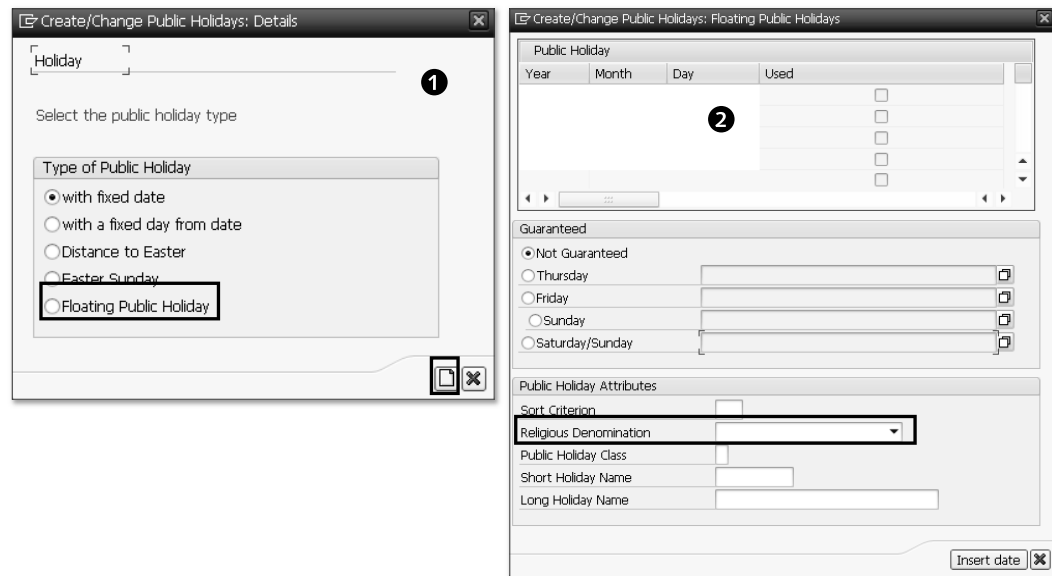 Create/Change Public Holidays: Details
Holiday
1
Select the public holiday type
Type of Public Holiday
with fixed date
with a fixed day from date
Distance to Easter
Easter Sunday
Floating Public Holiday
Create/Change Public Holidays: Floating Public Holidays
Public Holiday
Year Month Day Used
2
Guaranteed
Not Guaranteed
Thursday
Friday
Sunday
Saturday/Sunday
Public Holiday Attributes
Sort Criterion
Religious Denomination
Public Holiday Class
Short Holiday Name
Long Holiday Name
Insert date